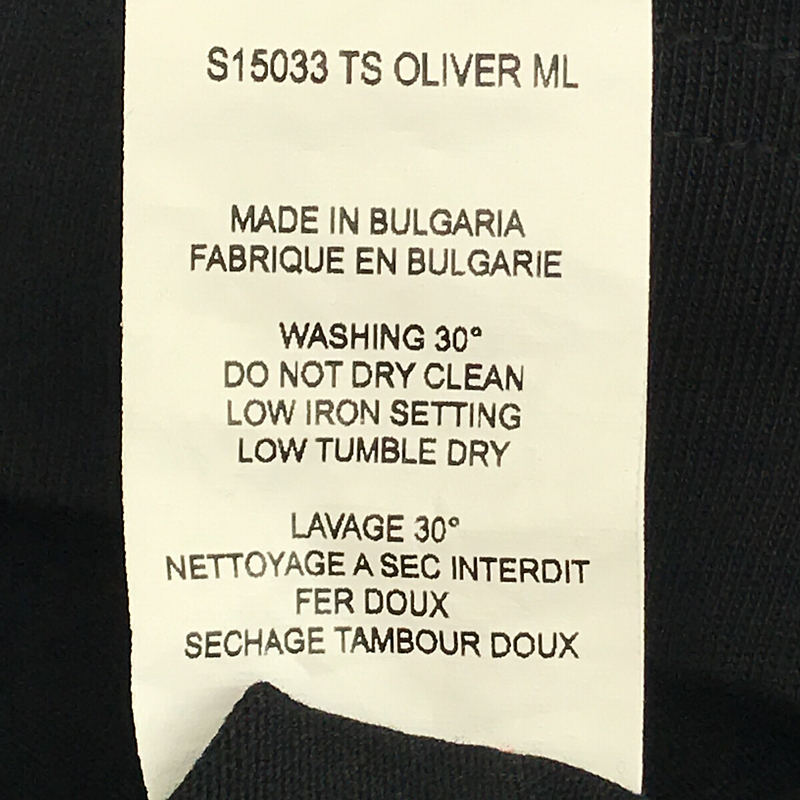 S15033 TS OLIVER ML
MADE IN BULGARIA
FABRIQUE EN BULGARIE
WASHING 30°
DO NOT DRY CLEAN
LOW IRON SETTING
LOW TUMBLE DRY
LAVAGE 30°
NETTOYAGE A SEC INTERDIT
FER DOUX
SECHAGE TAMBOUR DOUX